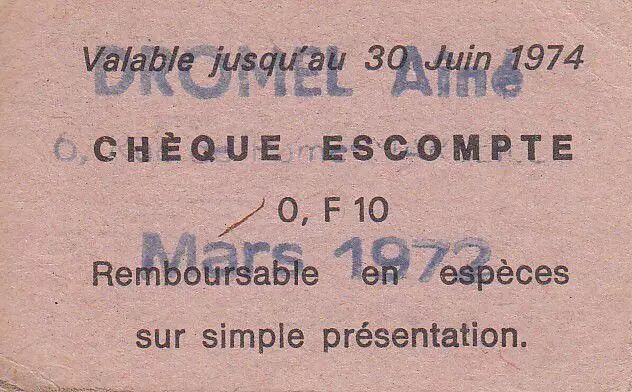 Valable jusqu'au 30 Juin 1974
DROMEL Aîné
CHÈQUE ESCOMPTE
0, F 10
Mars 1972
Remboursable en espèces
sur simple présentation.